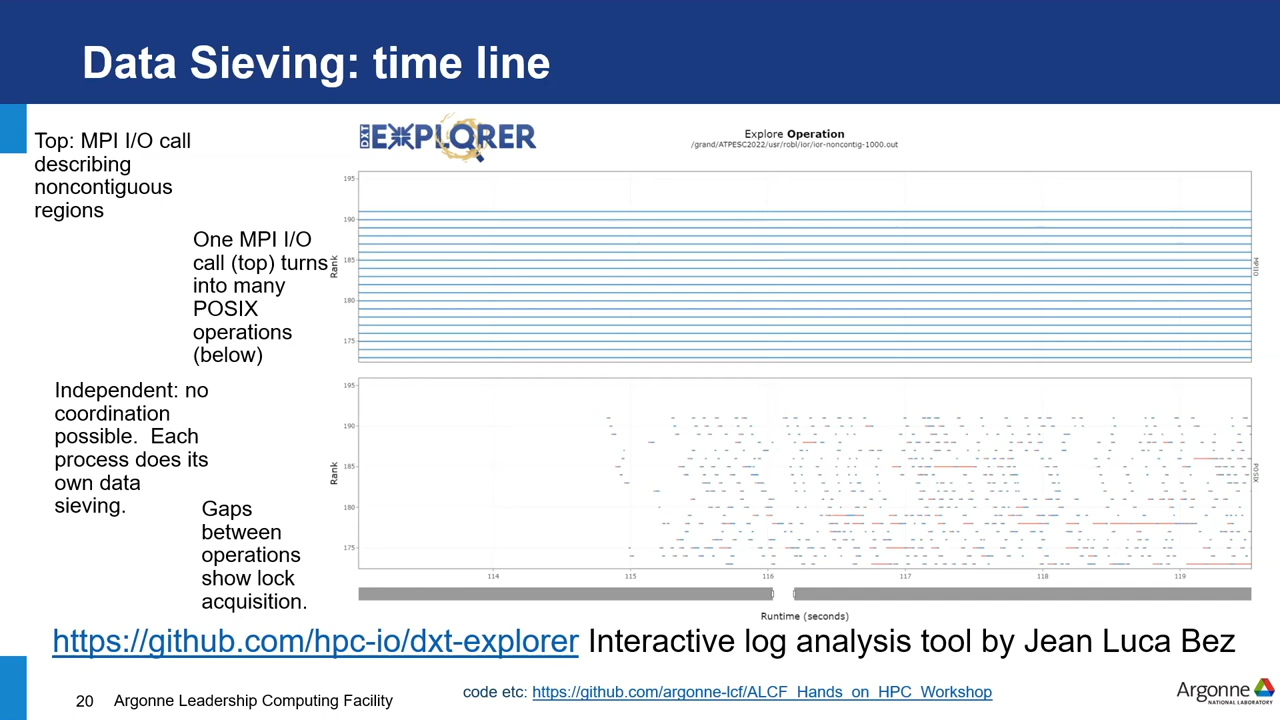 Data Sieving: time line
Top: MPI I/O call
describing
noncontiguous
regions
One MPI I/O
call (top) turns
into many
POSIX
operations
(below)
Independent: no
coordination
possible.  Each
process does its
own data
sieving.
Gaps
between
operations
show lock
acquisition.
DXT EXPLORER
Explore Operation
/grand/ATPESC2022/usr/robl/ior/ior-noncontig-1000.out
195
190
185
180
175
Rank
MPIIO
195
190
185
180
175
Rank
POSIX
114 115 116 117 118 119
Runtime (seconds)
https://github.com/hpc-io/dxt-explorer Interactive log analysis tool by Jean Luca Bez
20 Argonne Leadership Computing Facility
code etc: https://github.com/argonne-lcf/ALCF_Hands_on_HPC_Workshop
Argonne
NATIONAL LABORATORY